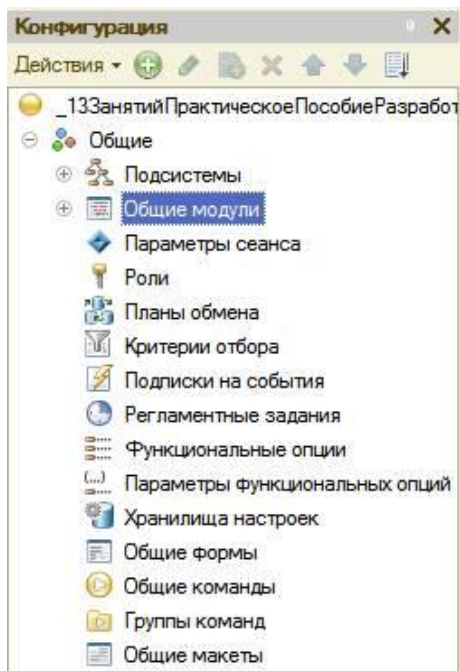 Конфигурация
Действия
_13ЗанятийПрактическоеПособиеРазработ
Общие
Подсистемы
Общие модули
Параметры сеанса
Роли
Планы обмена
Критерии отбора
Подписки на события
Регламентные задания
Функциональные опции
Параметры функциональных опций
Хранилища настроек
Общие формы
Общие команды
Группы команд
Общие макеты